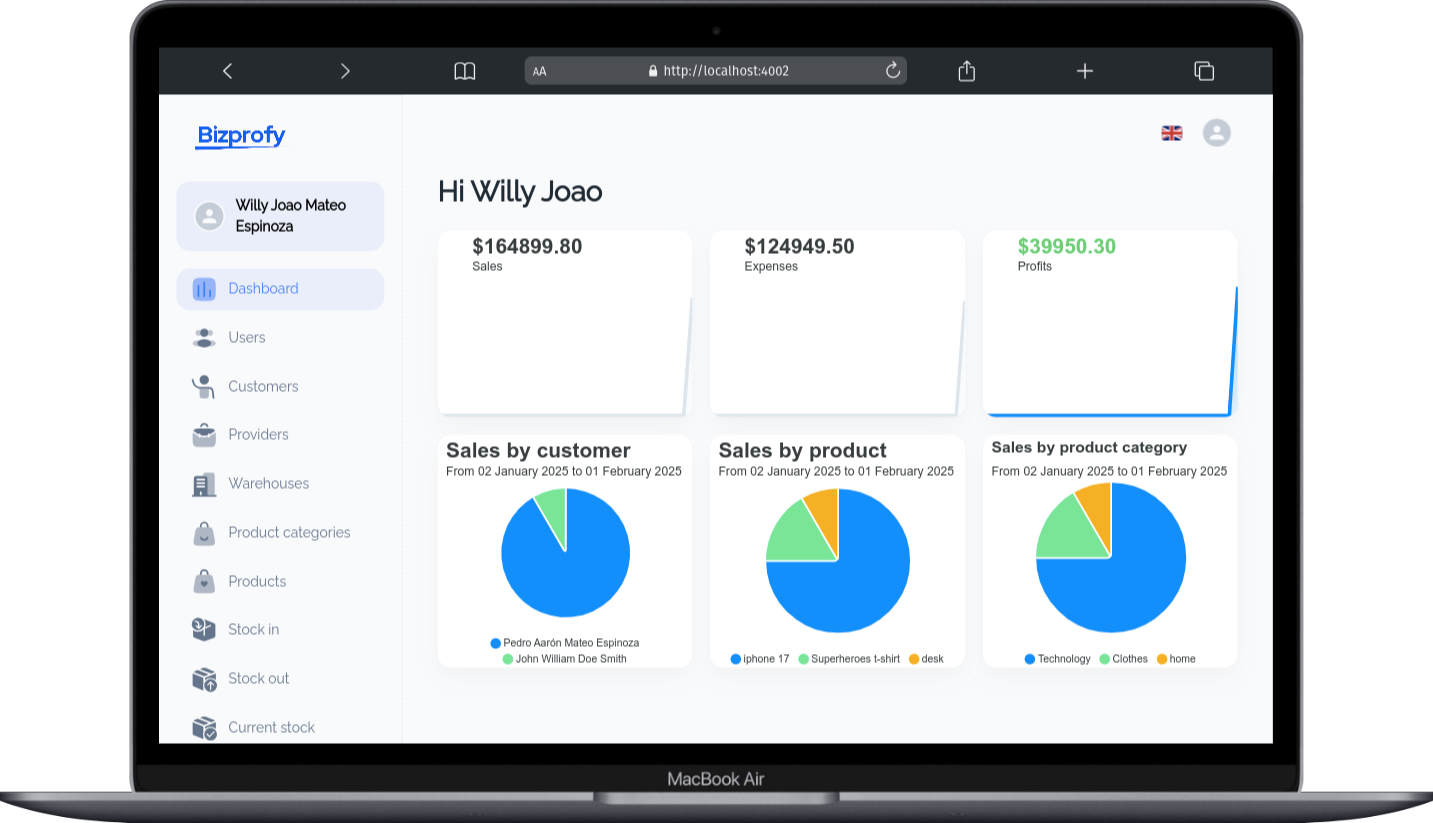 AA
http://localhost:4002
Bizprofy
Willy Joao Mateo
Espinoza
Dashboard
Users
Customers
Providers
Warehouses
Product categories
Products
Stock in
Stock out
Current stock
Hi Willy Joao
$164899.80
Sales
$124949.50
Expenses
$39950.30
Profits
Sales by customer
From 02 January 2025 to 01 February 2025
Pedro Aarón Mateo Espinoza
John William Doe Smith
Sales by product
From 02 January 2025 to 01 February 2025
iphone 17 Superheroes t-shirt desk
Sales by product category
From 02 January 2025 to 01 February 2025
Technology Clothes home
MacBook Air